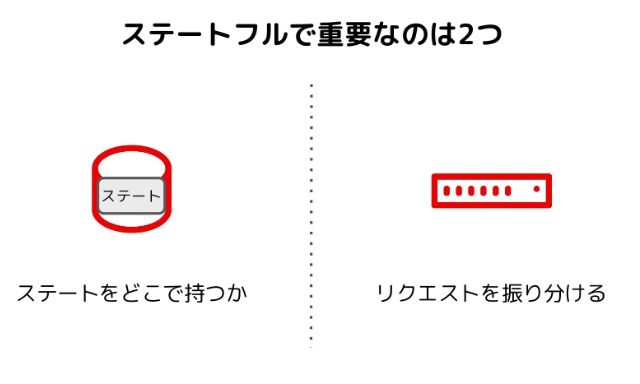 ステートフルで重要なのは2つ
ステート
ステートをどこで持つか
リクエストを振り分ける